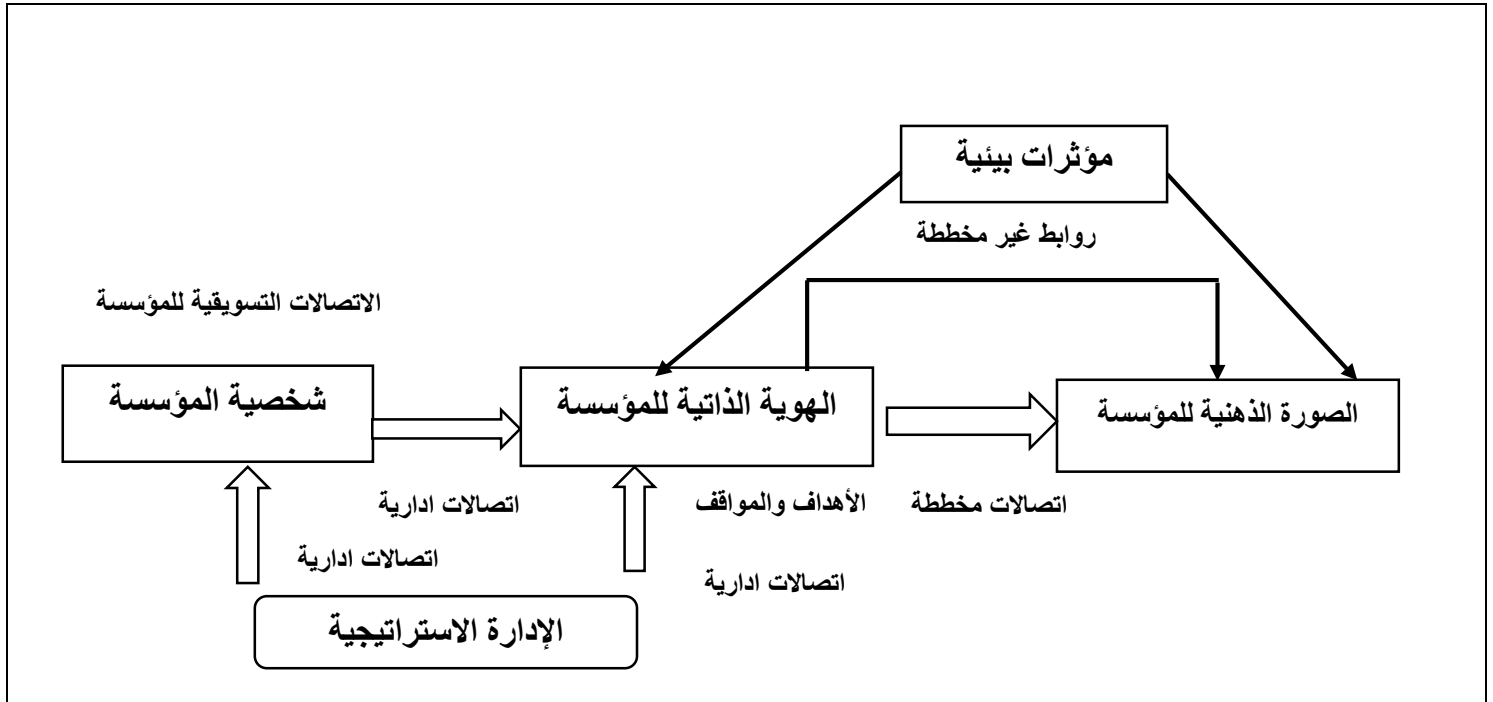 مؤثرات بيئية
روابط غير مخططة
الاتصالات التسويقية للمؤسسة
شخصية المؤسسة
الهوية الذاتية للمؤسسة
الصورة الذهنية للمؤسسة
اتصالات ادارية
الأهداف والمواقف
اتصالات مخططة
اتصالات ادارية
اتصالات ادارية
الإدارة الاستراتيجية